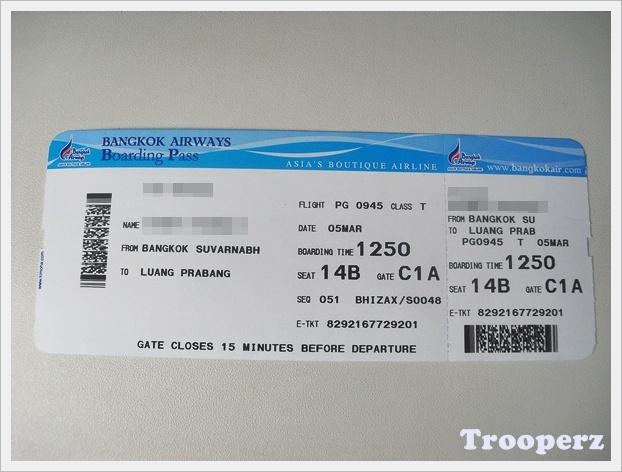 BANGKOK AIRWAYS
Boarding Pass
ASIA'S BOUTIQUE AIRLINE
www.bangkokair.com
NAME
FROM BANGKOK SUVARNABH
TO LUANG PRABANG
FLIGHT PG 0945 CLASS T
DATE 05MAR
BOARDING TIME 1250
SEAT 14B GATE C1A
SEQ 051 BHIZAX/S0048
E-TKT 8292167729201
GATE CLOSES 15 MINUTES BEFORE DEPARTURE
FROM BANGKOK SU
TO LUANG PRAB
PG0945 T 05MAR
BOARDING TIME 1250
SEAT 14B GATE C1A
E-TKT 8292167729201
Trooperz